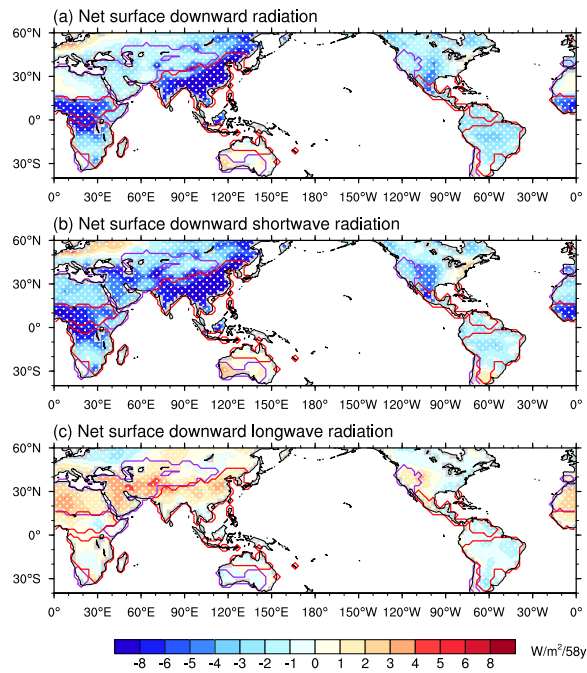 (a) Net surface downward radiation
60°N
30°N
0°
30°S
0° 30°E 60°E 90°E 120°E 150°E 180° 150°W 120°W 90°W 60°W 30°W 0°
(b) Net surface downward shortwave radiation
60°N
30°N
0°
30°S
0° 30°E 60°E 90°E 120°E 150°E 180° 150°W 120°W 90°W 60°W 30°W 0°
(c) Net surface downward longwave radiation
60°N
30°N
0°
30°S
0° 30°E 60°E 90°E 120°E 150°E 180° 150°W 120°W 90°W 60°W 30°W 0°
-8 -6 -5 -4 -3 -2 -1 0 1 2 3 4 5 6 8 W/m²/58y